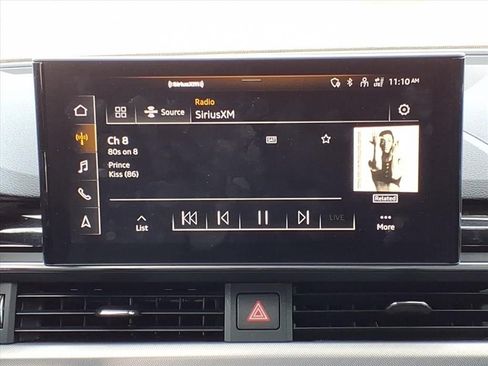 ((SiriusXM))
11:10 AM
Radio
Source
SiriusXM
Ch 8
80s on 8
Prince
Kiss (86)
Related
LIVE
List
More